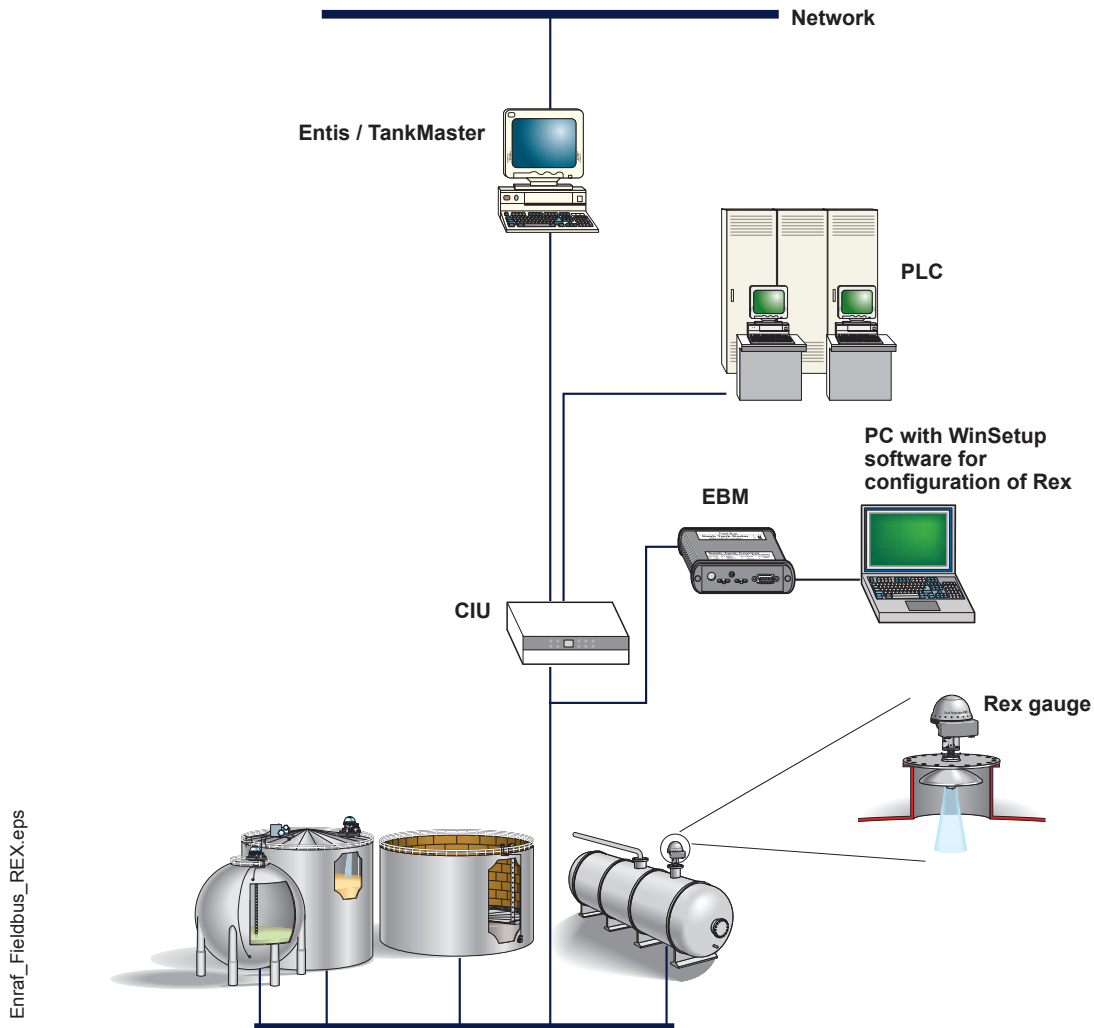 Network
Entis / TankMaster
PLC
PC with WinSetup
software for
configuration of Rex
EBM
CIU
Rex gauge
Enraf_Fieldbus_REX.eps